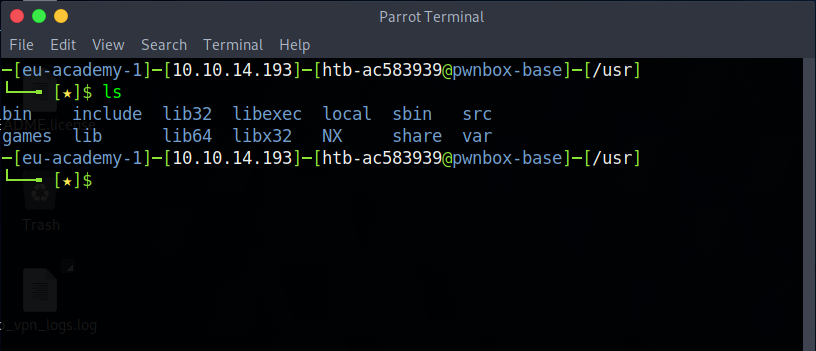 Parrot Terminal
File Edit View Search Terminal Help
─[eu-academy-1]─[10.10.14.193]─[htb-ac583939@pwnbox-base]─[/usr]
└──╼ [★]$ ls
bin include lib32 libexec local sbin src
games lib lib64 libx32 NX share var
─[eu-academy-1]─[10.10.14.193]─[htb-ac583939@pwnbox-base]─[/usr]
└──╼ [★]$
Trash
_vpn_logs.log